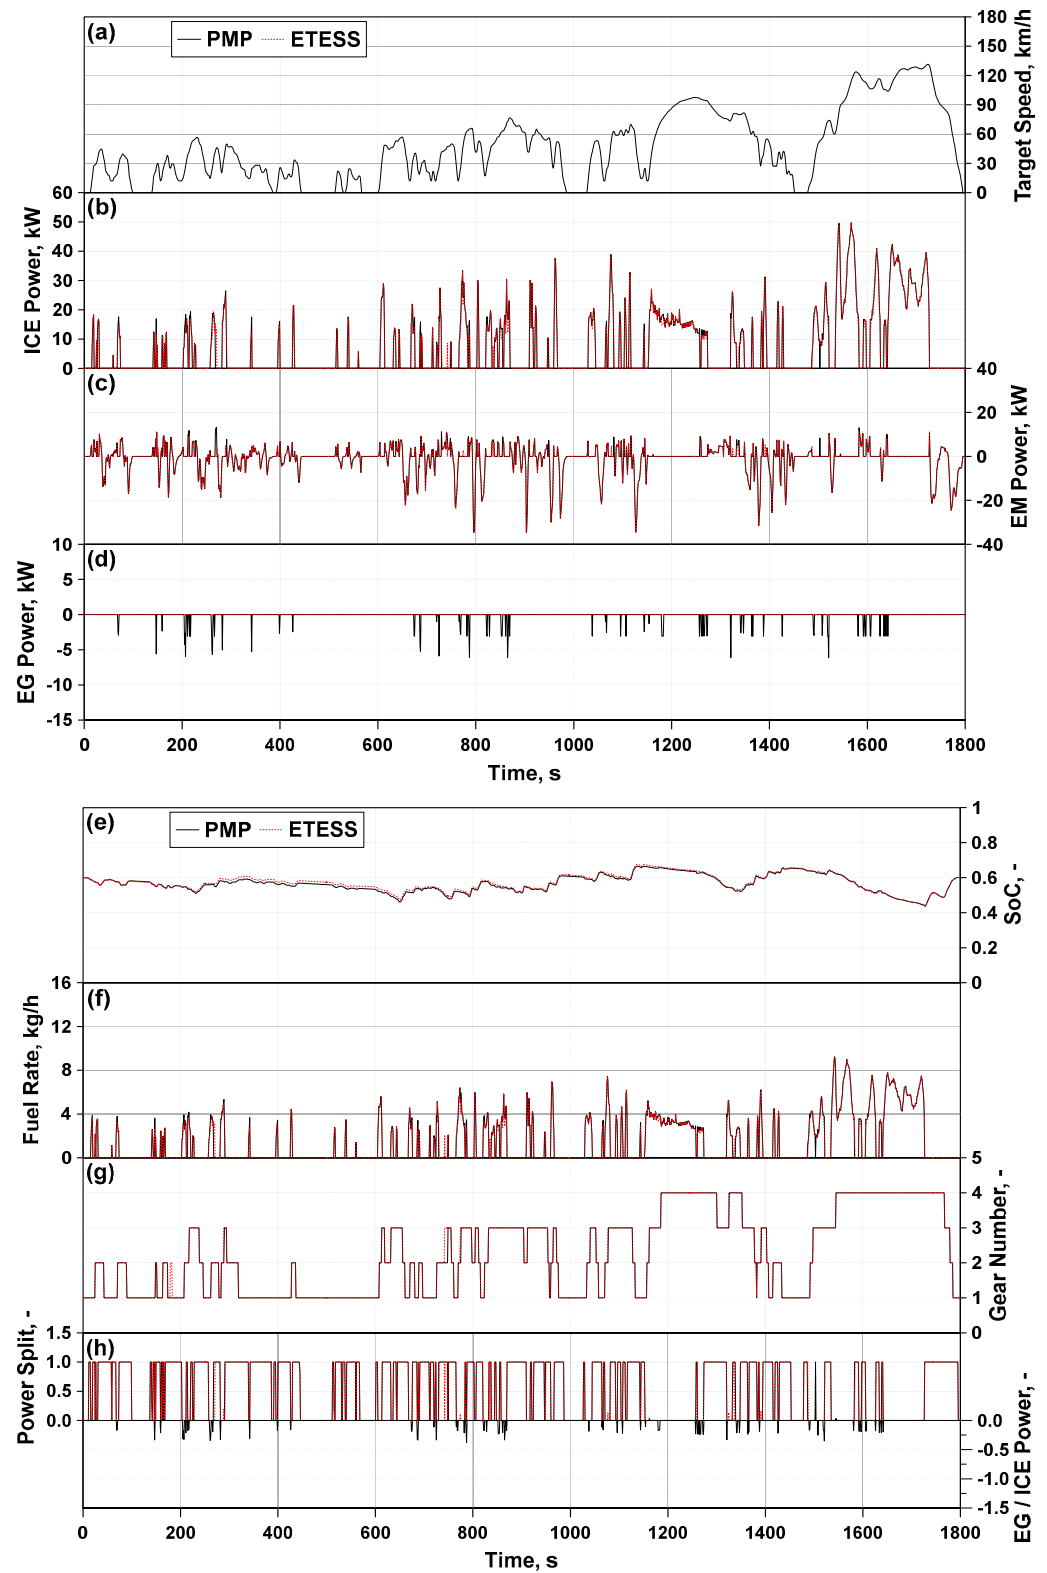 (a)
PMP ETESS
180
150
120
90
60
30
0
Target Speed, km/h
(b)
60
50
40
30
20
10
0
ICE Power, kW
(c)
40
20
0
-20
-40
EM Power, kW
(d)
10
5
0
-5
-10
-15
EG Power, kW
0 200 400 600 800 1000 1200 1400 1600 1800
Time, s
(e)
PMP ETESS
1
0.8
0.6
0.4
0.2
0
SoC, -
(f)
16
12
8
4
0
Fuel Rate, kg/h
(g)
5
4
3
2
1
0
Gear Number, -
(h)
1.5
1.0
0.5
0.0
Power Split, -
0.0
-0.5
-1.0
-1.5
EG / ICE Power, -
0 200 400 600 800 1000 1200 1400 1600 1800
Time, s